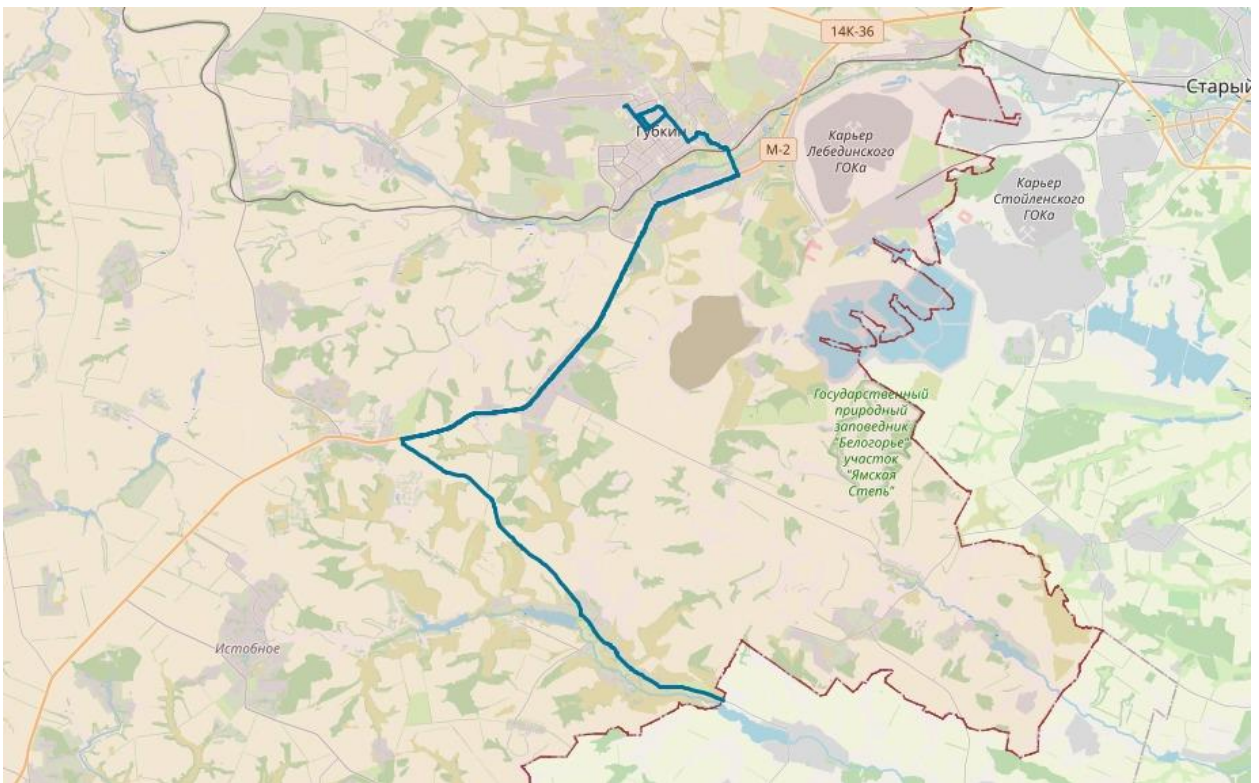 14К-36
Старый
Губкин
М-2
Карьер
Лебединского
ГОКа
Карьер
Стойленского
ГОКа
Государственный
природный
заповедник
"Белогорье"
участок
"Ямская
Степь"
Истобное